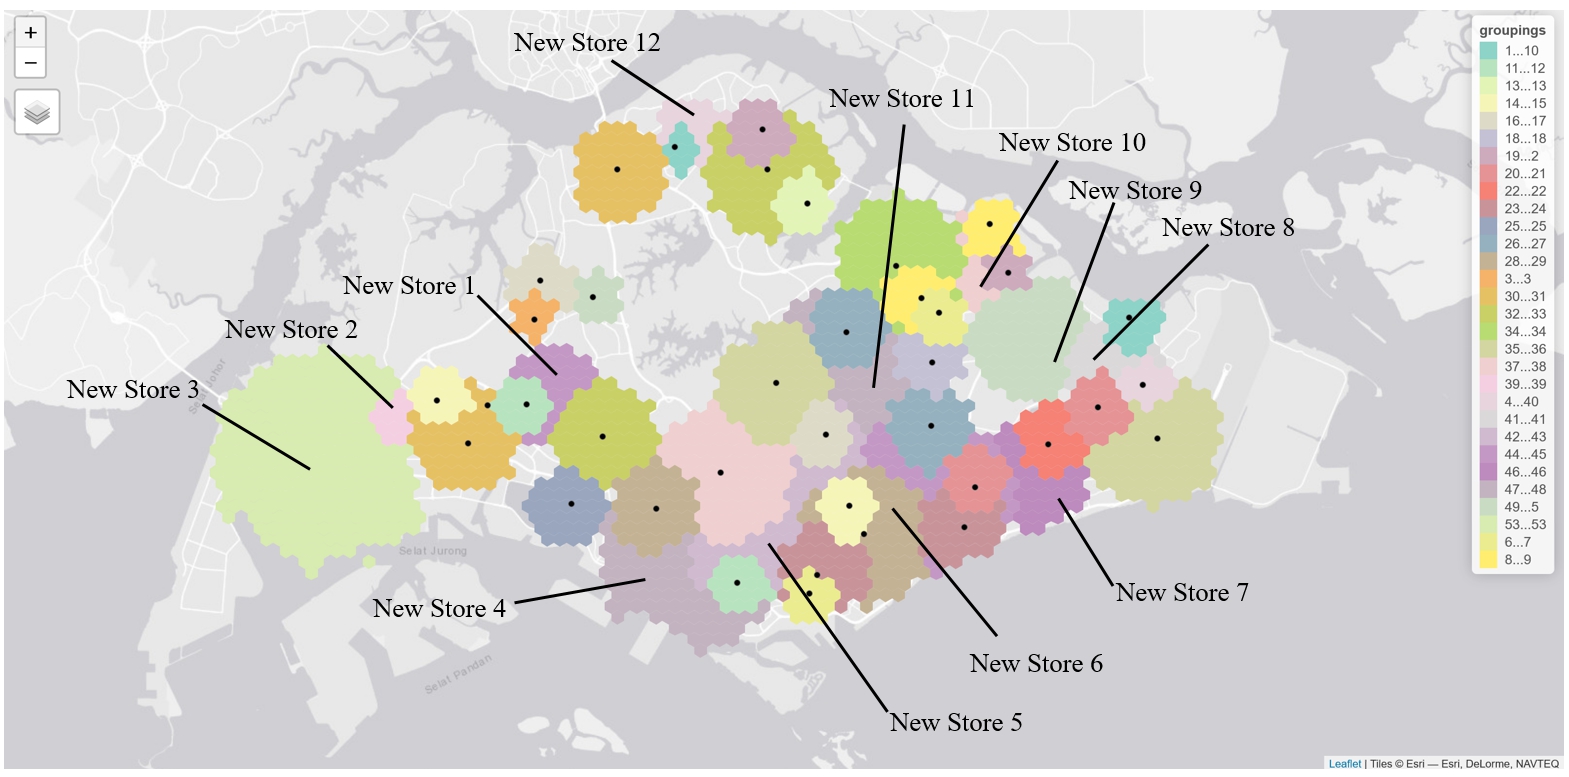 +
−
New Store 12
New Store 11
New Store 10
New Store 9
New Store 8
New Store 1
New Store 2
New Store 3
New Store 4
New Store 7
New Store 6
New Store 5
Selat Jurong
Selat Pandan
groupings
1...10
11...12
13...13
14...15
16...17
18...18
19...2
20...21
22...22
23...24
25...25
26...27
28...29
3...3
30...31
32...33
34...34
35...36
37...38
39...39
4...40
41...41
42...43
44...45
46...46
47...48
49...5
53...53
6...7
8...9
Leaflet | Tiles © Esri — Esri, DeLorme, NAVTEQ